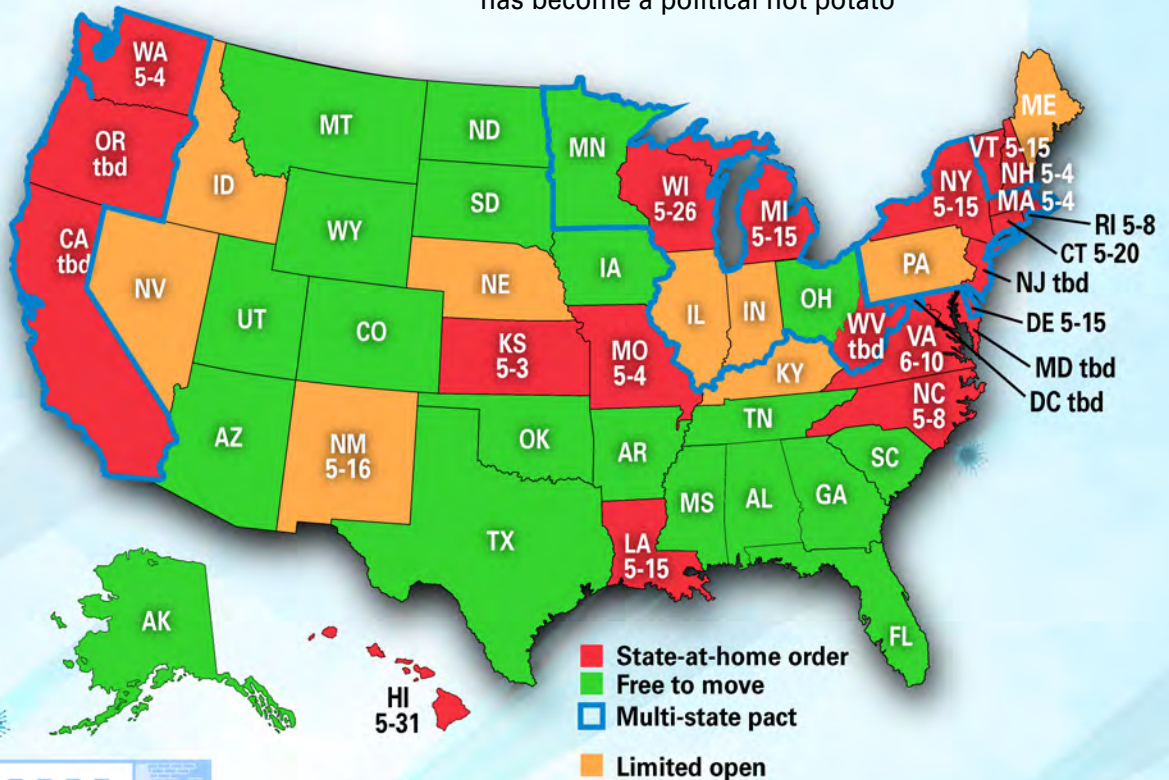 has become a political hot potato
WA
5-4
OR
tbd
CA
tbd
NV
ID
MT
WY
UT
AZ
CO
NM
5-16
ND
SD
NE
KS
5-3
OK
TX
MN
IA
MO
5-4
AR
LA
5-15
WI
5-26
IL
MI
5-15
IN
OH
KY
TN
MS
AL
GA
FL
SC
NC
5-8
VA
6-10
WV
tbd
PA
NY
5-15
VT 5-15
NH 5-4
MA 5-4
ME
RI 5-8
CT 5-20
NJ tbd
DE 5-15
MD tbd
DC tbd
AK
HI
5-31
State-at-home order
Free to move
Multi-state pact
Limited open